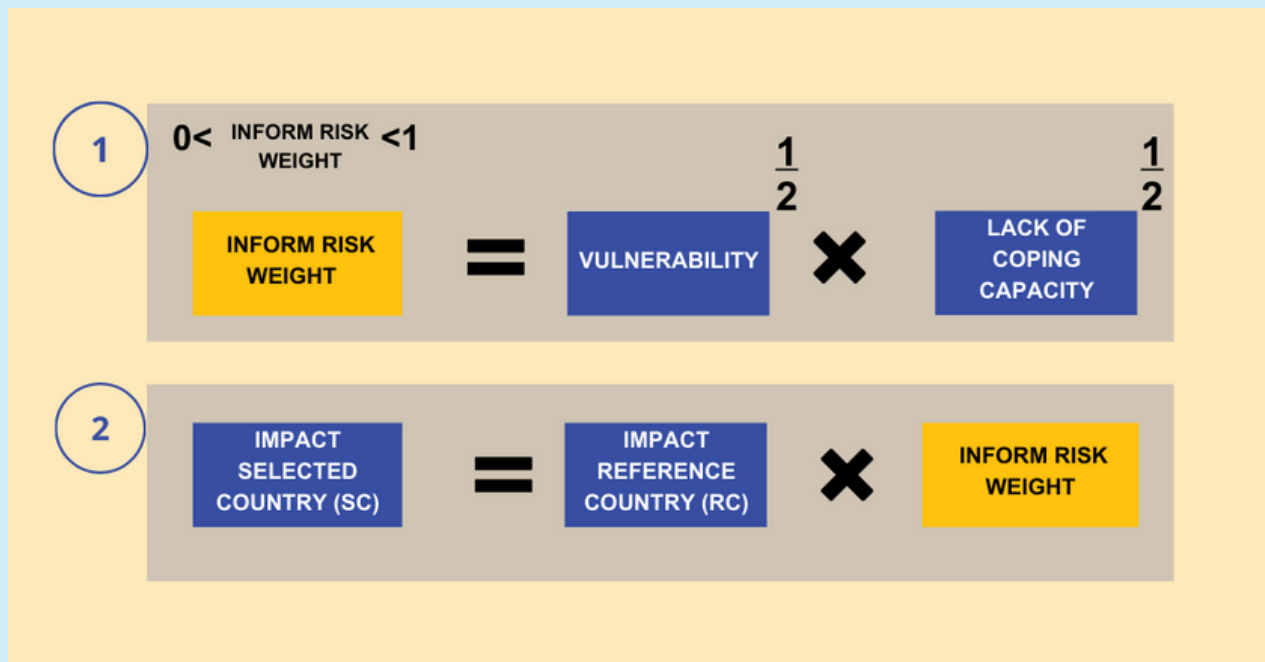 1
0< INFORM RISK WEIGHT <1
INFORM RISK
WEIGHT
=
VULNERABILITY
1
2
×
LACK OF
COPING
CAPACITY
1
2
2
IMPACT
SELECTED
COUNTRY (SC)
=
IMPACT
REFERENCE
COUNTRY (RC)
×
INFORM RISK
WEIGHT